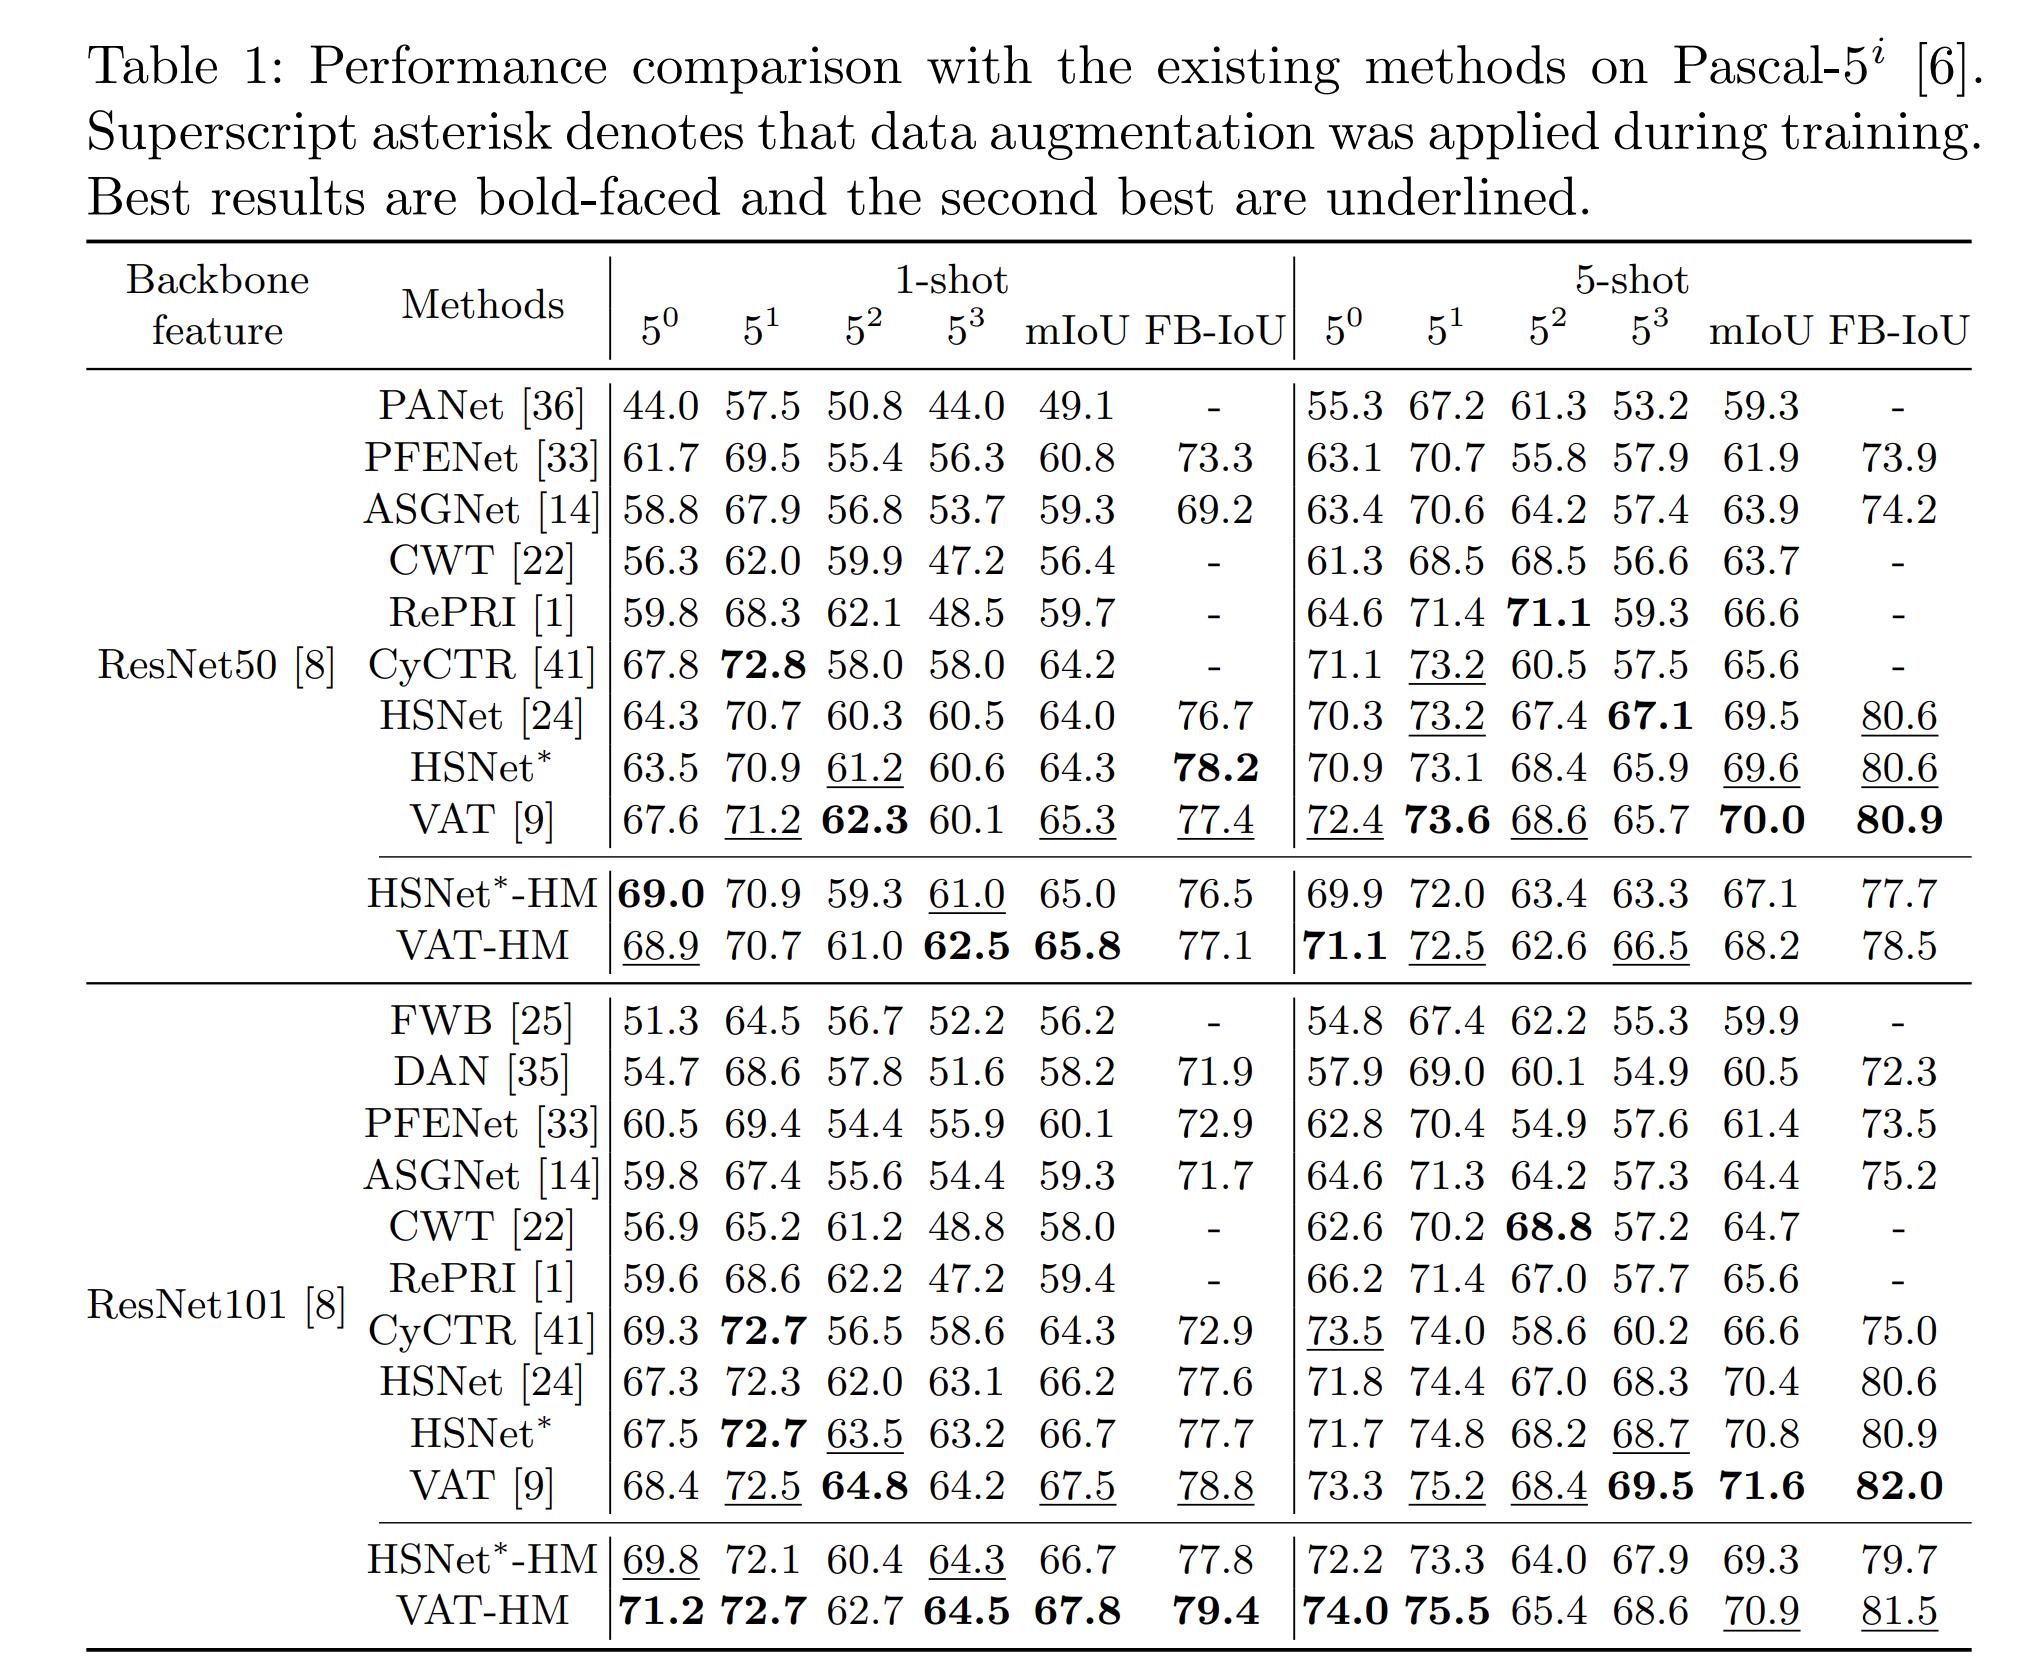 Table 1: Performance comparison with the existing methods on Pascal-5^i [6].
Superscript asterisk denotes that data augmentation was applied during training.
Best results are bold-faced and the second best are underlined.
Backbone feature Methods 1-shot 5-shot
5^0 5^1 5^2 5^3 mIoU FB-IoU 5^0 5^1 5^2 5^3 mIoU FB-IoU
PANet [36] 44.0 57.5 50.8 44.0 49.1 - 55.3 67.2 61.3 53.2 59.3 -
PFENet [33] 61.7 69.5 55.4 56.3 60.8 73.3 63.1 70.7 55.8 57.9 61.9 73.9
ASGNet [14] 58.8 67.9 56.8 53.7 59.3 69.2 63.4 70.6 64.2 57.4 63.9 74.2
CWT [22] 56.3 62.0 59.9 47.2 56.4 - 61.3 68.5 68.5 56.6 63.7 -
RePRI [1] 59.8 68.3 62.1 48.5 59.7 - 64.6 71.4 71.1 59.3 66.6 -
ResNet50 [8] CyCTR [41] 67.8 72.8 58.0 58.0 64.2 - 71.1 73.2 60.5 57.5 65.6 -
HSNet [24] 64.3 70.7 60.3 60.5 64.0 76.7 70.3 73.2 67.4 67.1 69.5 80.6
HSNet* 63.5 70.9 61.2 60.6 64.3 78.2 70.9 73.1 68.4 65.9 69.6 80.6
VAT [9] 67.6 71.2 62.3 60.1 65.3 77.4 72.4 73.6 68.6 65.7 70.0 80.9
HSNet*-HM 69.0 70.9 59.3 61.0 65.0 76.5 69.9 72.0 63.4 63.3 67.1 77.7
VAT-HM 68.9 70.7 61.0 62.5 65.8 77.1 71.1 72.5 62.6 66.5 68.2 78.5
FWB [25] 51.3 64.5 56.7 52.2 56.2 - 54.8 67.4 62.2 55.3 59.9 -
DAN [35] 54.7 68.6 57.8 51.6 58.2 71.9 57.9 69.0 60.1 54.9 60.5 72.3
PFENet [33] 60.5 69.4 54.4 55.9 60.1 72.9 62.8 70.4 54.9 57.6 61.4 73.5
ASGNet [14] 59.8 67.4 55.6 54.4 59.3 71.7 64.6 71.3 64.2 57.3 64.4 75.2
CWT [22] 56.9 65.2 61.2 48.8 58.0 - 62.6 70.2 68.8 57.2 64.7 -
RePRI [1] 59.6 68.6 62.2 47.2 59.4 - 66.2 71.4 67.0 57.7 65.6 -
ResNet101 [8] CyCTR [41] 69.3 72.7 56.5 58.6 64.3 72.9 73.5 74.0 58.6 60.2 66.6 75.0
HSNet [24] 67.3 72.3 62.0 63.1 66.2 77.6 71.8 74.4 67.0 68.3 70.4 80.6
HSNet* 67.5 72.7 63.5 63.2 66.7 77.7 71.7 74.8 68.2 68.7 70.8 80.9
VAT [9] 68.4 72.5 64.8 64.2 67.5 78.8 73.3 75.2 68.4 69.5 71.6 82.0
HSNet*-HM 69.8 72.1 60.4 64.3 66.7 77.8 72.2 73.3 64.0 67.9 69.3 79.7
VAT-HM 71.2 72.7 62.7 64.5 67.8 79.4 74.0 75.5 65.4 68.6 70.9 81.5